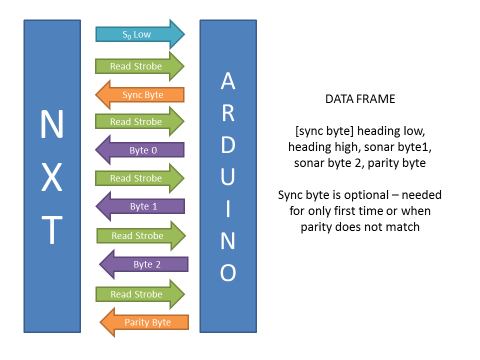 NXT
S₀ Low
Read Strobe
Sync Byte
Read Strobe
Byte 0
Read Strobe
Byte 1
Read Strobe
Byte 2
Read Strobe
Parity Byte
ARDUINO
DATA FRAME
[sync byte] heading low,
heading high, sonar byte1,
sonar byte 2, parity byte
Sync byte is optional – needed
for only first time or when
parity does not match